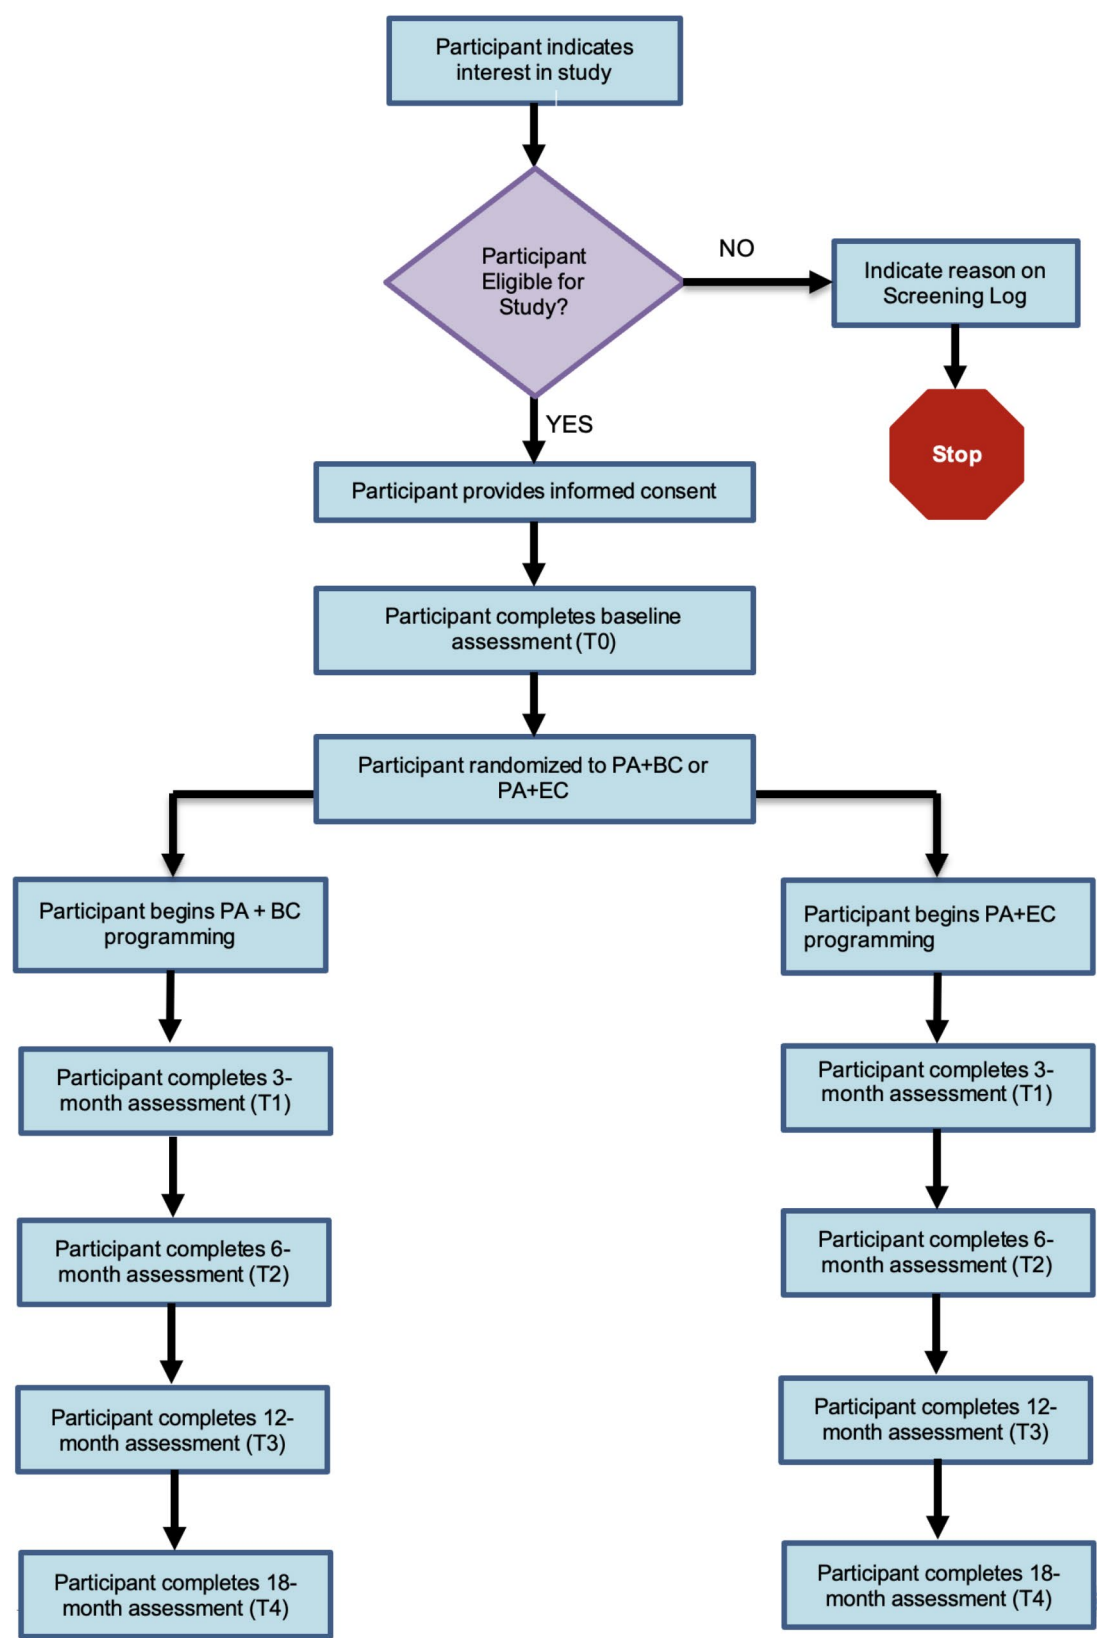 Participant indicates
interest in study
Participant
Eligible for
Study?
NO
Indicate reason on
Screening Log
Stop
YES
Participant provides informed consent
Participant completes baseline
assessment (T0)
Participant randomized to PA+BC or
PA+EC
Participant begins PA + BC
programming
Participant completes 3-
month assessment (T1)
Participant completes 6-
month assessment (T2)
Participant completes 12-
month assessment (T3)
Participant completes 18-
month assessment (T4)
Participant begins PA+EC
programming
Participant completes 3-
month assessment (T1)
Participant completes 6-
month assessment (T2)
Participant completes 12-
month assessment (T3)
Participant completes 18-
month assessment (T4)